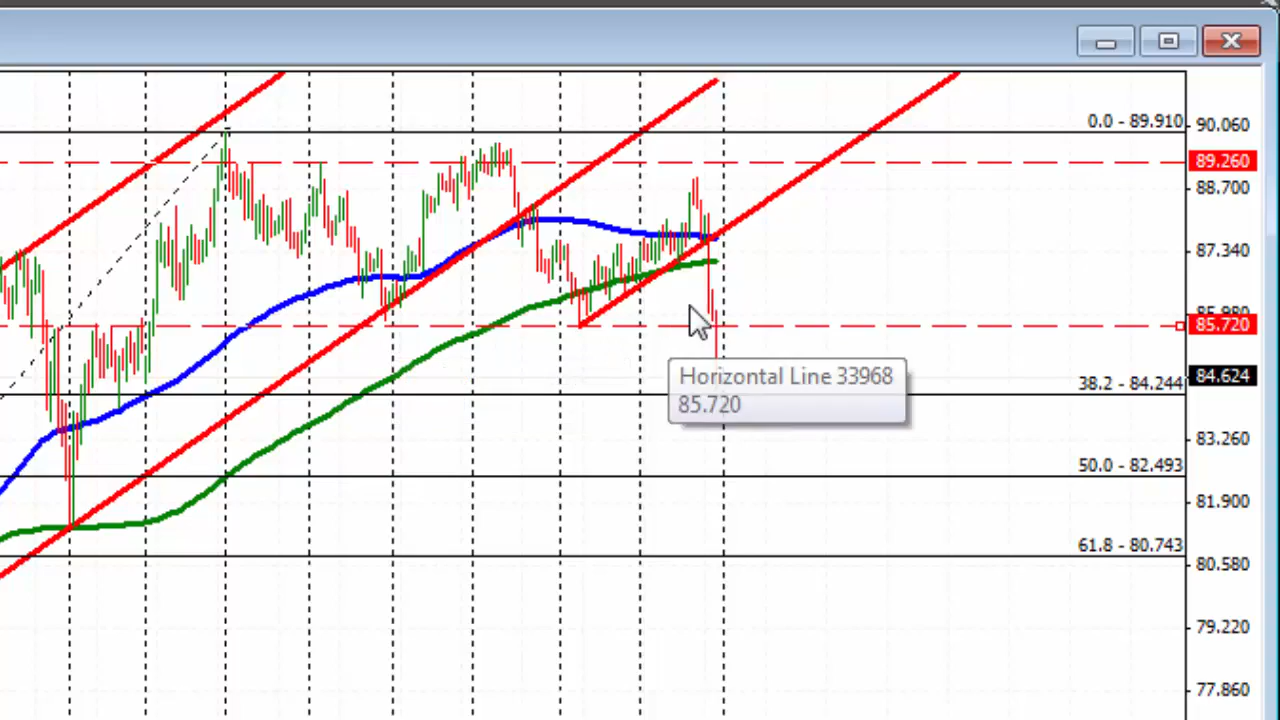 0.0 - 89.910
90.060
89.260
88.700
87.340
85.720
Horizontal Line 33968
85.720
84.624
38.2 - 84.244
83.260
50.0 - 82.493
81.900
61.8 - 80.743
80.580
79.220
77.860